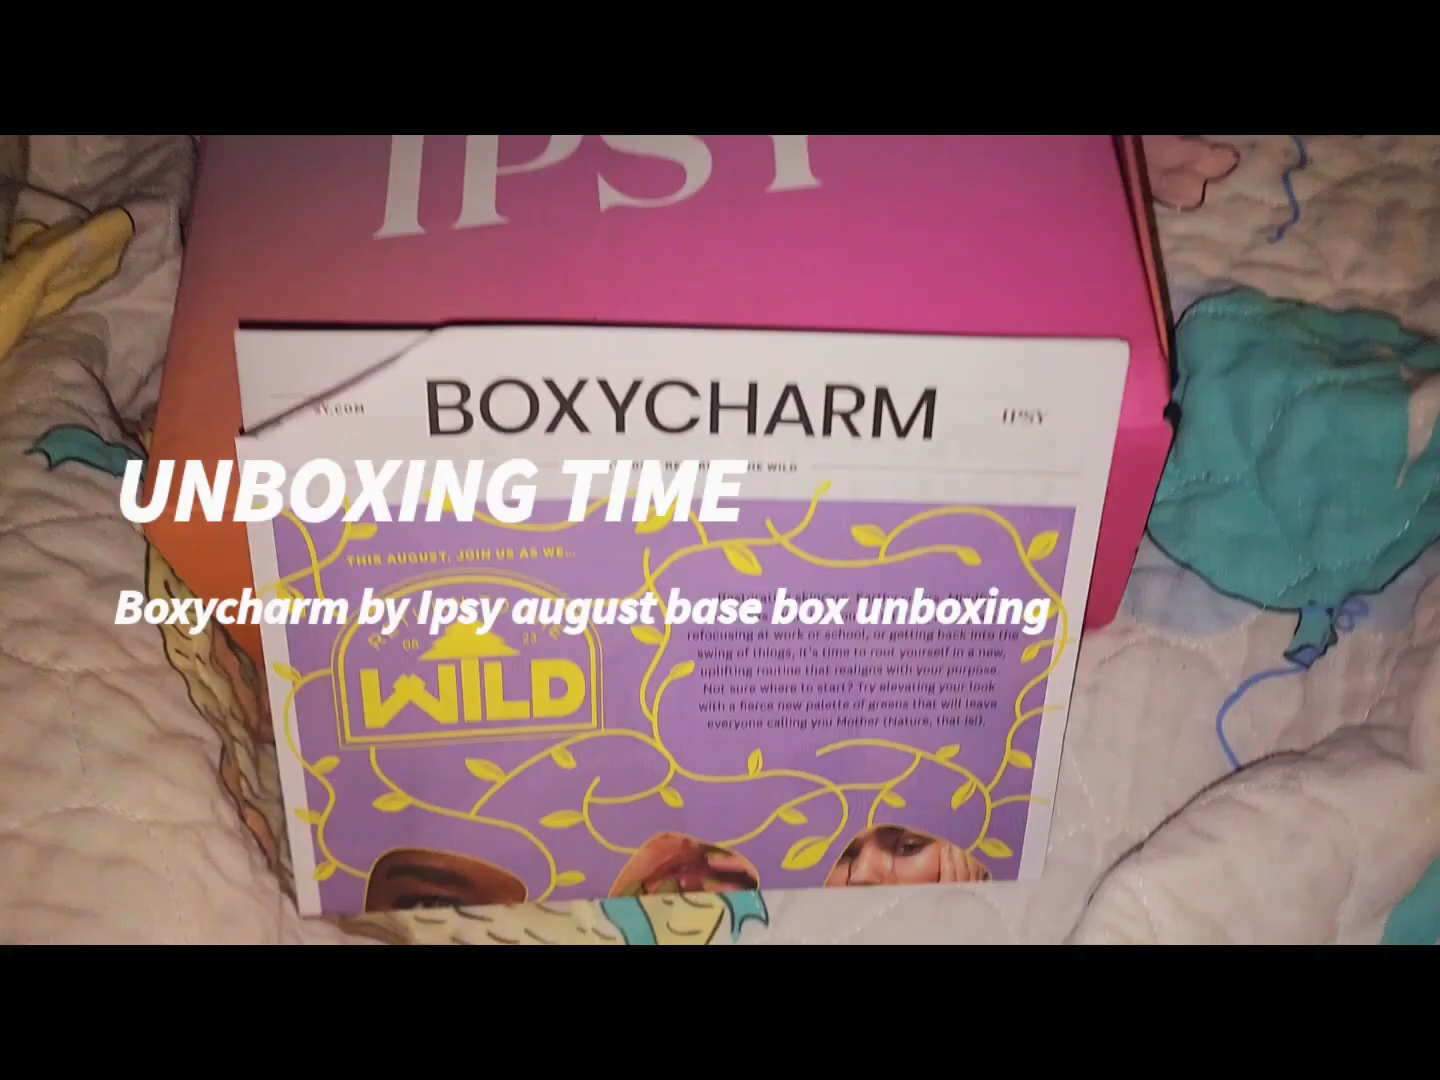 IPSY
BOXYCHARM
IPSY
WILD
UNBOXING TIME
THIS AUGUST, JOIN US AS WE...
Boxycharm by Ipsy august base box unboxing
08 23
WILD
refocusing at work or school, or getting back into the
swing of things, it's time to root yourself in a new,
uplifting routine that realigns with your purpose.
Not sure where to start? Try elevating your look
with a fierce new palette of greens that will leave
everyone calling you Mother (Nature, that is).